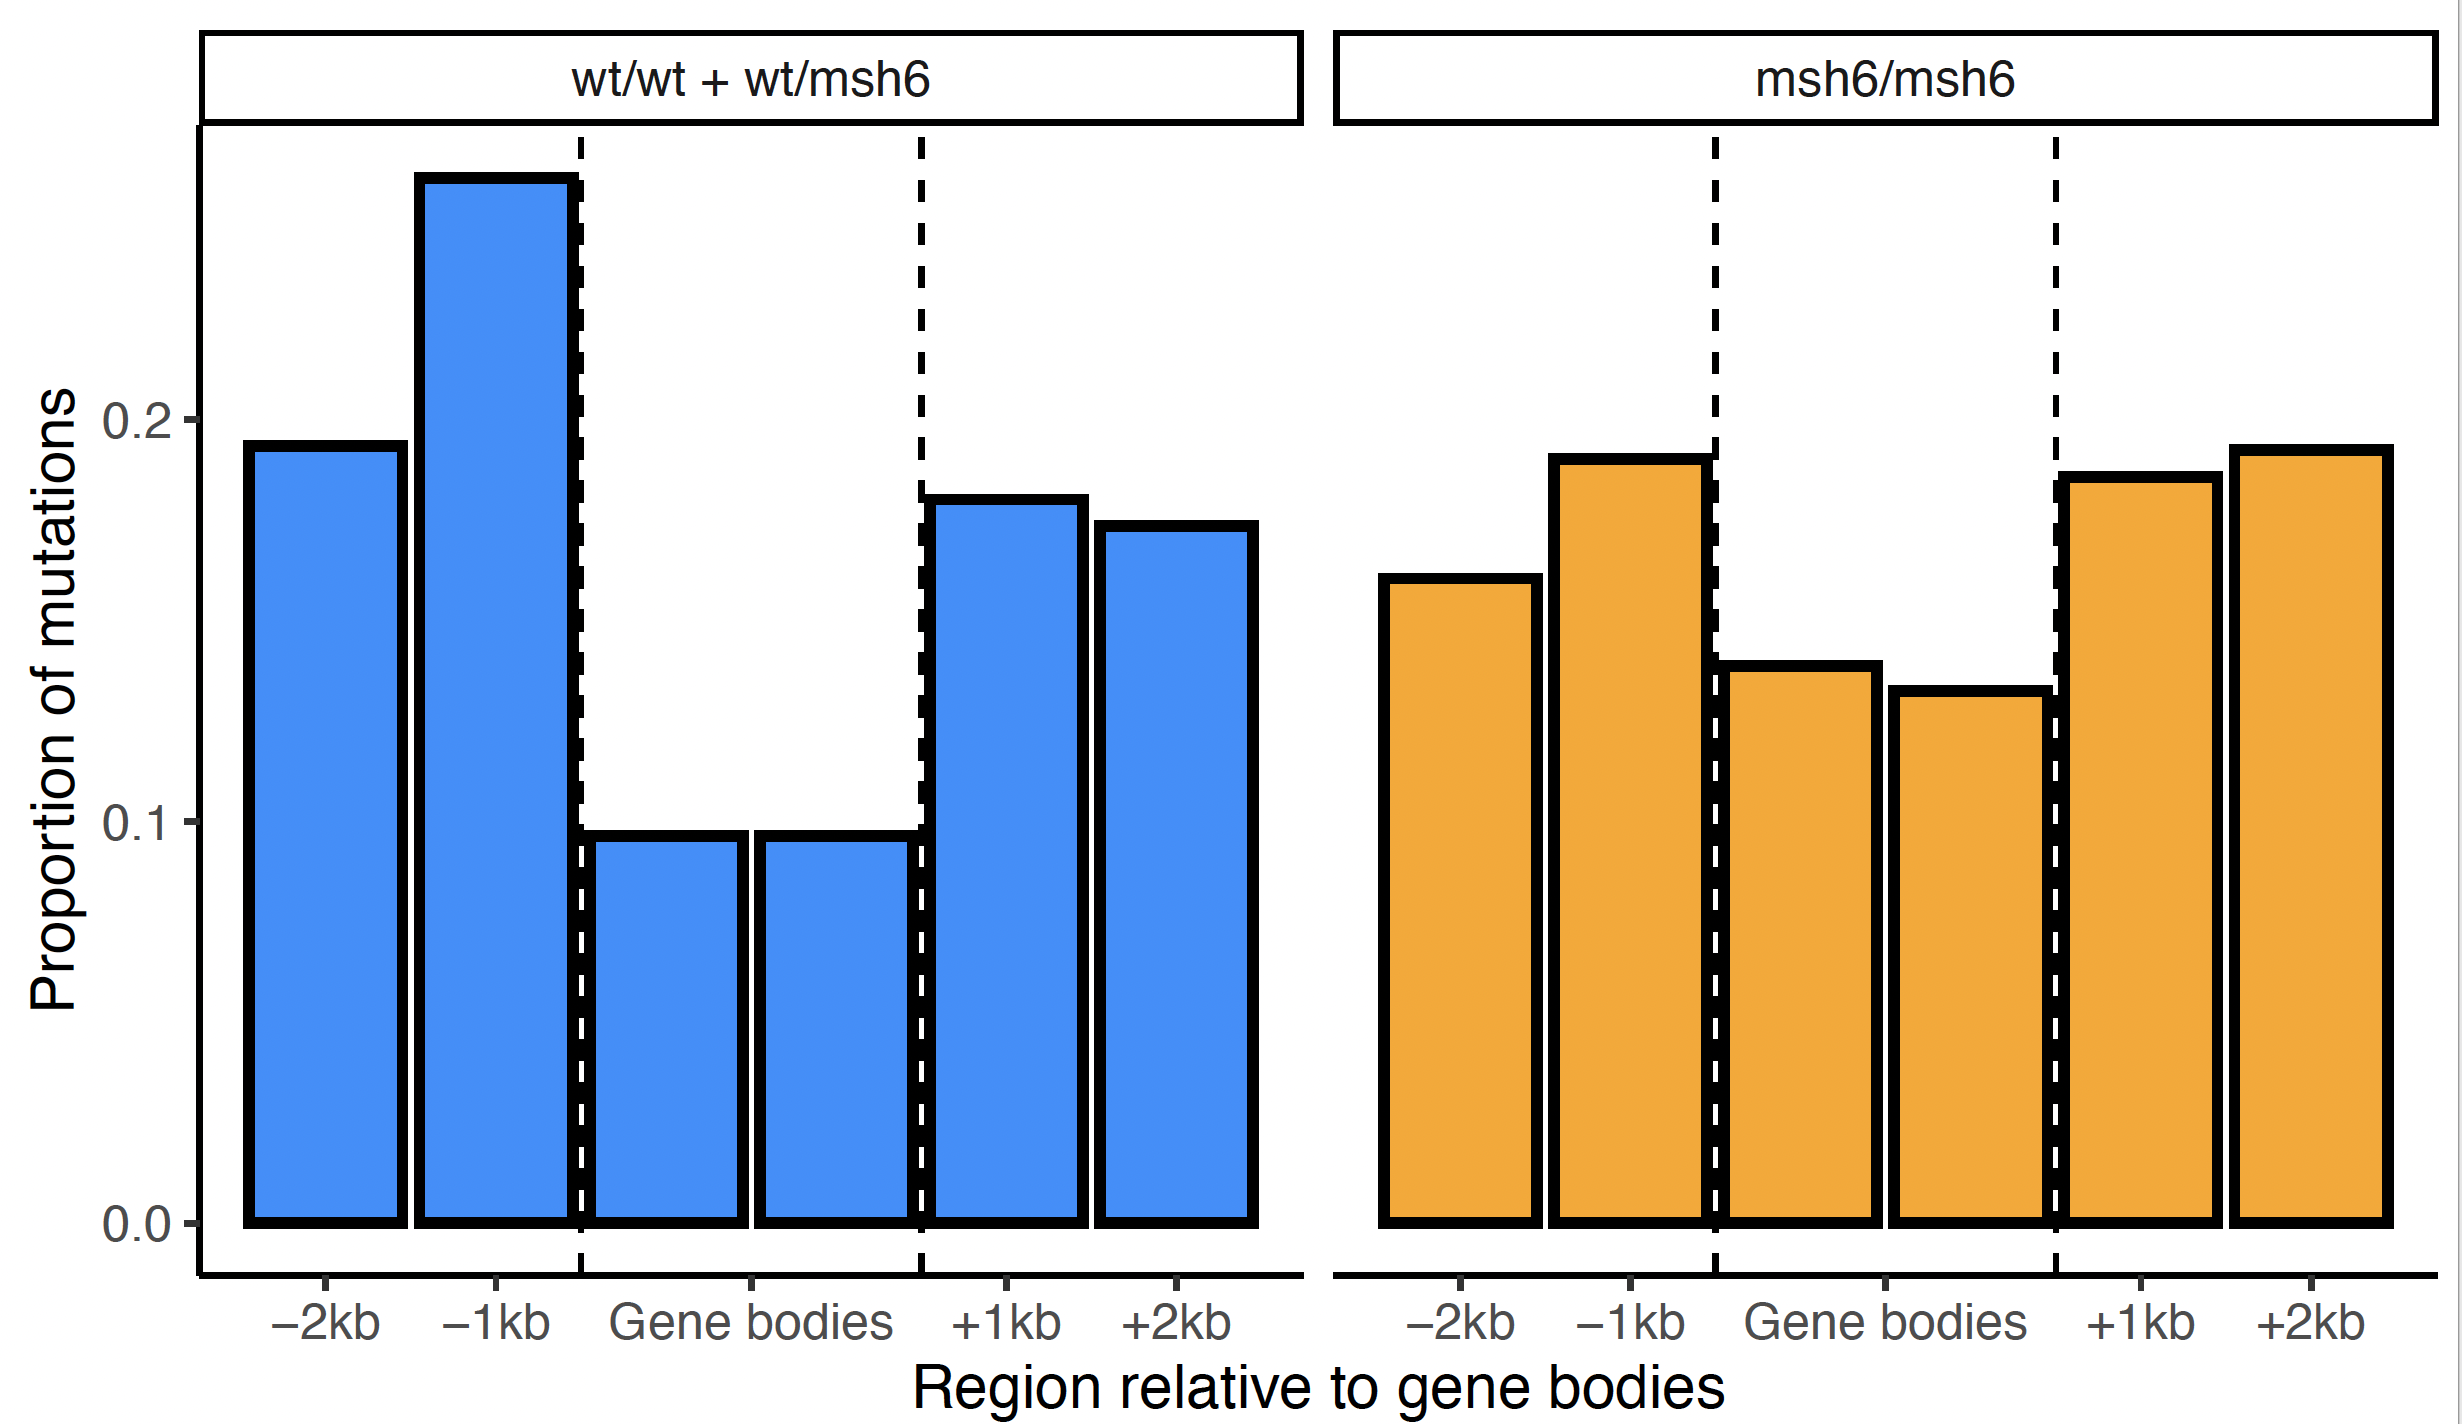 wt/wt + wt/msh6
msh6/msh6
Proportion of mutations
0.2
0.1
0.0
−2kb −1kb Gene bodies +1kb +2kb
−2kb −1kb Gene bodies +1kb +2kb
Region relative to gene bodies